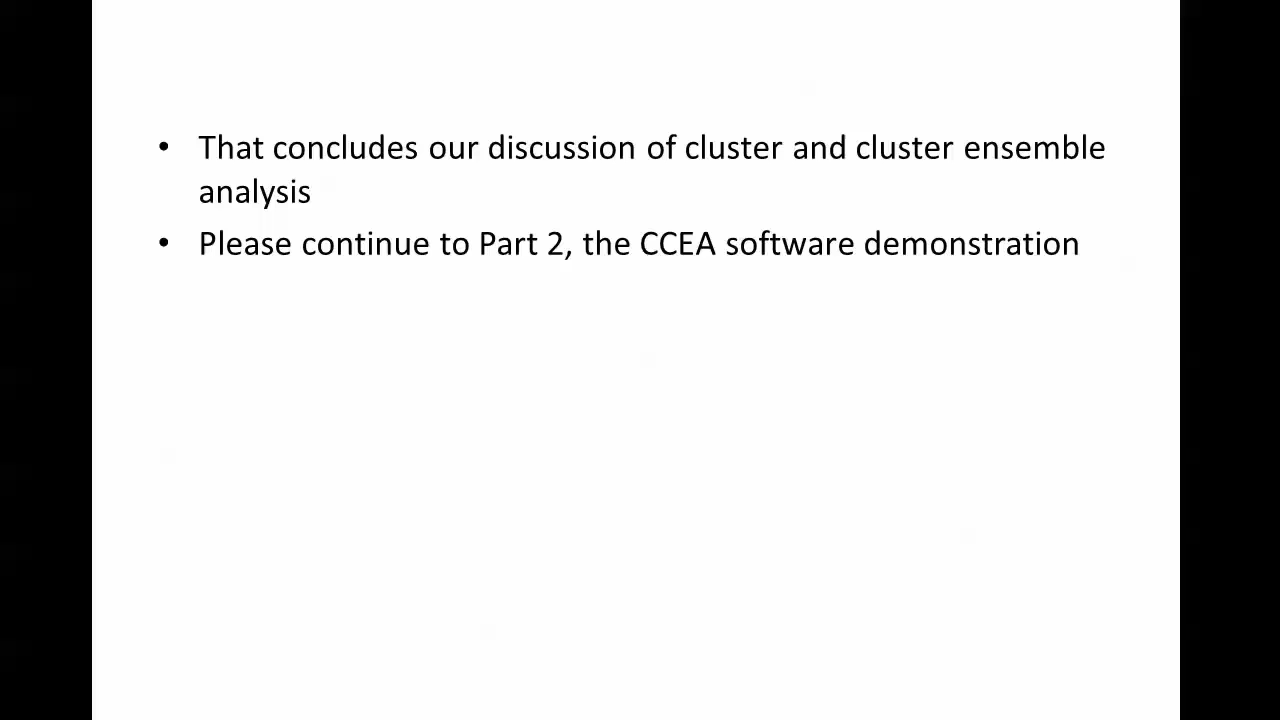 • That concludes our discussion of cluster and cluster ensemble
analysis
• Please continue to Part 2, the CCEA software demonstration